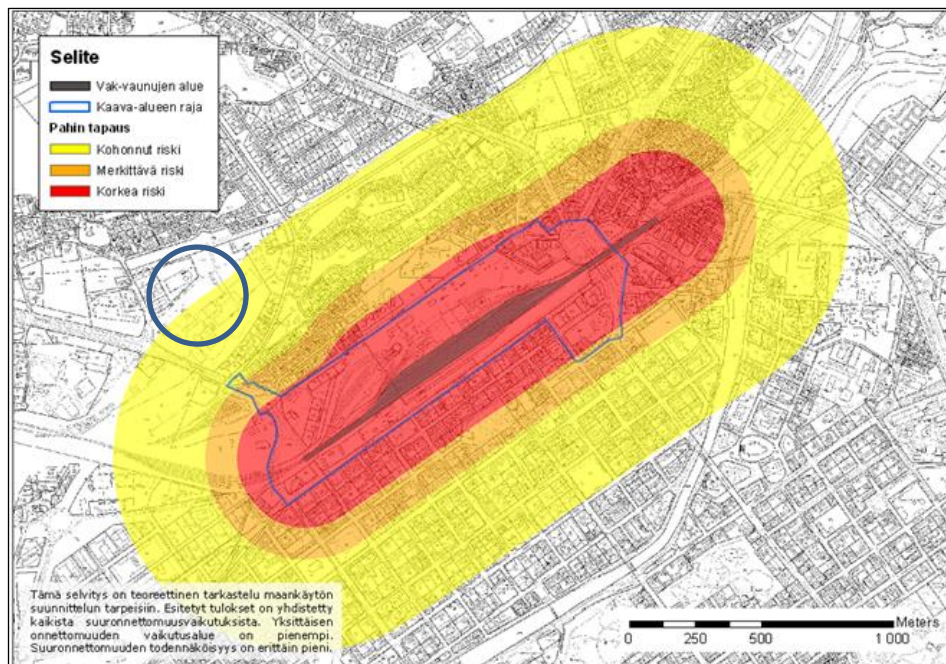 Selite
Vak-vaunujen alue
Kaava-alueen raja
Pahin tapaus
Kohonnut riski
Merkittävä riski
Korkea riski
Tämä selvitys on teoreettinen tarkastelu maankäytön
suunnittelun tarpeisiin. Esitetyt tulokset on yhdistetty
kaikista suuronnettomuusvaikutuksista. Yksittäisen
onnettomuuden vaikutusalue on pienempi.
Suuronnettomuuden todennäköisyys on erittäin pieni.
Meters
0 250 500 1 000